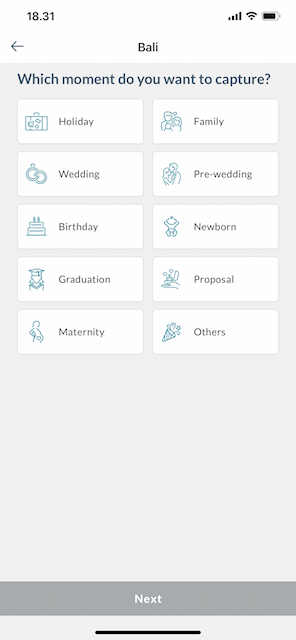 18.31
Bali
Which moment do you want to capture?
Holiday
Family
Wedding
Pre-wedding
Birthday
Newborn
Graduation
Proposal
Maternity
Others
Next